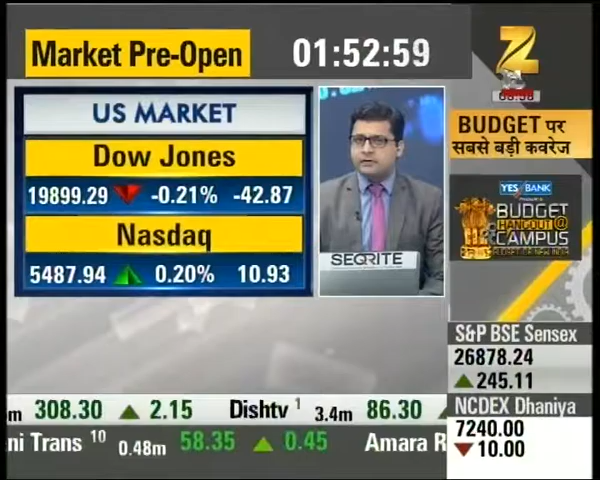 Market Pre-Open
01:52:59
US MARKET
Dow Jones
19899.29 -0.21% -42.87
Nasdaq
5487.94 0.20% 10.93
SEQRITE
BUDGET पर
सबसे बड़ी कवरेज
YES BANK
BUDGET
HANGOUT @
CAMPUS
S&P BSE Sensex
26878.24
245.11
NCDEX Dhaniya
7240.00
10.00
m 308.30 2.15 Dishtv 1 3.4m 86.30
ni Trans 10 0.48m 58.35 0.45 Amara R